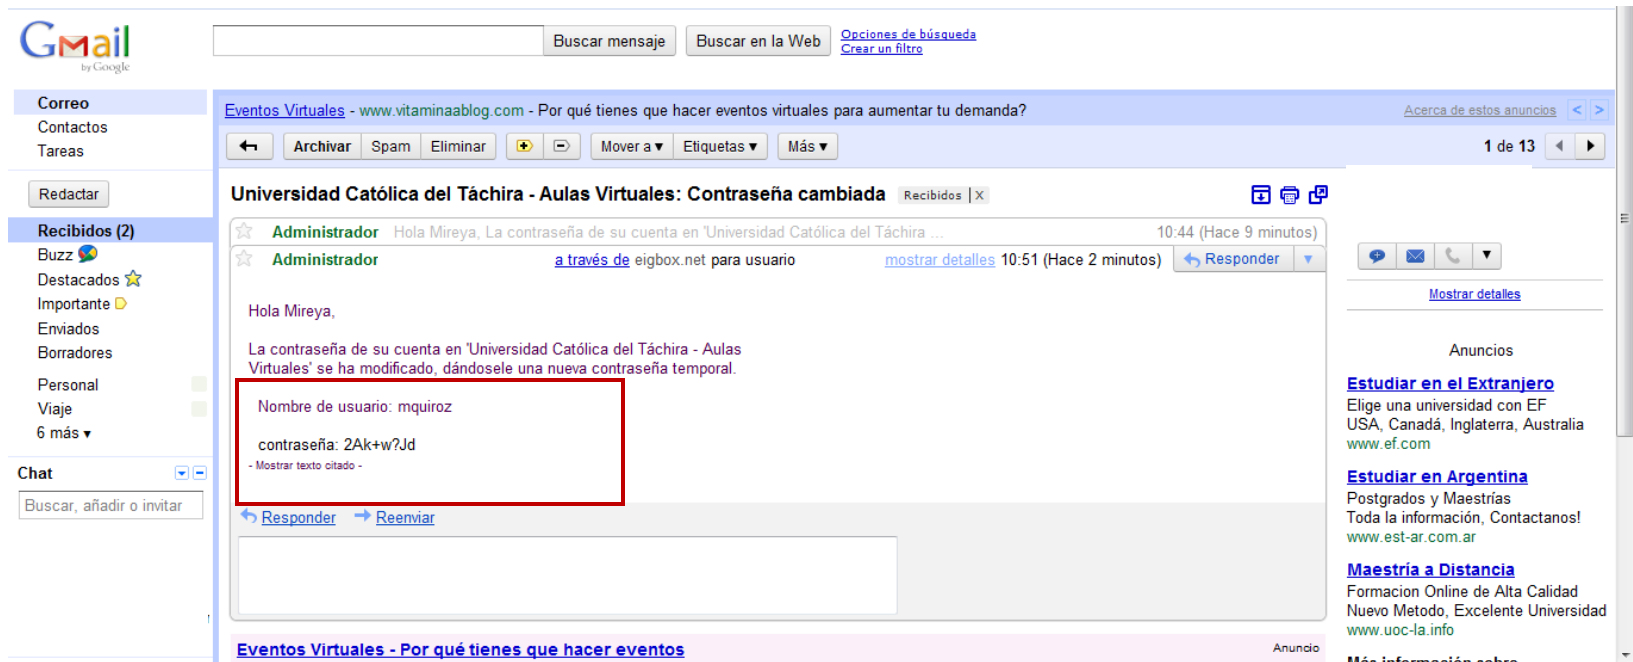 Gmail
by Google
Buscar mensaje
Buscar en la Web
Opciones de búsqueda
Crear un filtro
Correo
Contactos
Tareas
Redactar
Recibidos (2)
Buzz
Destacados
Importante
Enviados
Borradores
Personal
Viaje
6 más ▾
Chat
Buscar, añadir o invitar
Eventos Virtuales - www.vitaminaablog.com - Por qué tienes que hacer eventos virtuales para aumentar tu demanda?
Acerca de estos anuncios < >
Archivar Spam Eliminar Mover a ▾ Etiquetas ▾ Más ▾
1 de 13
Universidad Católica del Táchira - Aulas Virtuales: Contraseña cambiada Recibidos | X
Administrador Hola Mireya, La contraseña de su cuenta en 'Universidad Católica del Táchira ... 10:44 (Hace 9 minutos)
Administrador a través de eigbox.net para usuario mostrar detalles 10:51 (Hace 2 minutos) Responder
Hola Mireya,
La contraseña de su cuenta en 'Universidad Católica del Táchira - Aulas
Virtuales' se ha modificado, dándosele una nueva contraseña temporal.
Nombre de usuario: mquiroz
contraseña: 2Ak+w?Jd
- Mostrar texto citado -
Responder Reenviar
Eventos Virtuales - Por qué tienes que hacer eventos
Anuncio
Mostrar detalles
Anuncios
Estudiar en el Extranjero
Elige una universidad con EF
USA, Canadá, Inglaterra, Australia
www.ef.com
Estudiar en Argentina
Postgrados y Maestrías
Toda la información, Contactanos!
www.est-ar.com.ar
Maestría a Distancia
Formacion Online de Alta Calidad
Nuevo Metodo, Excelente Universidad
www.uoc-la.info
Más información sobre